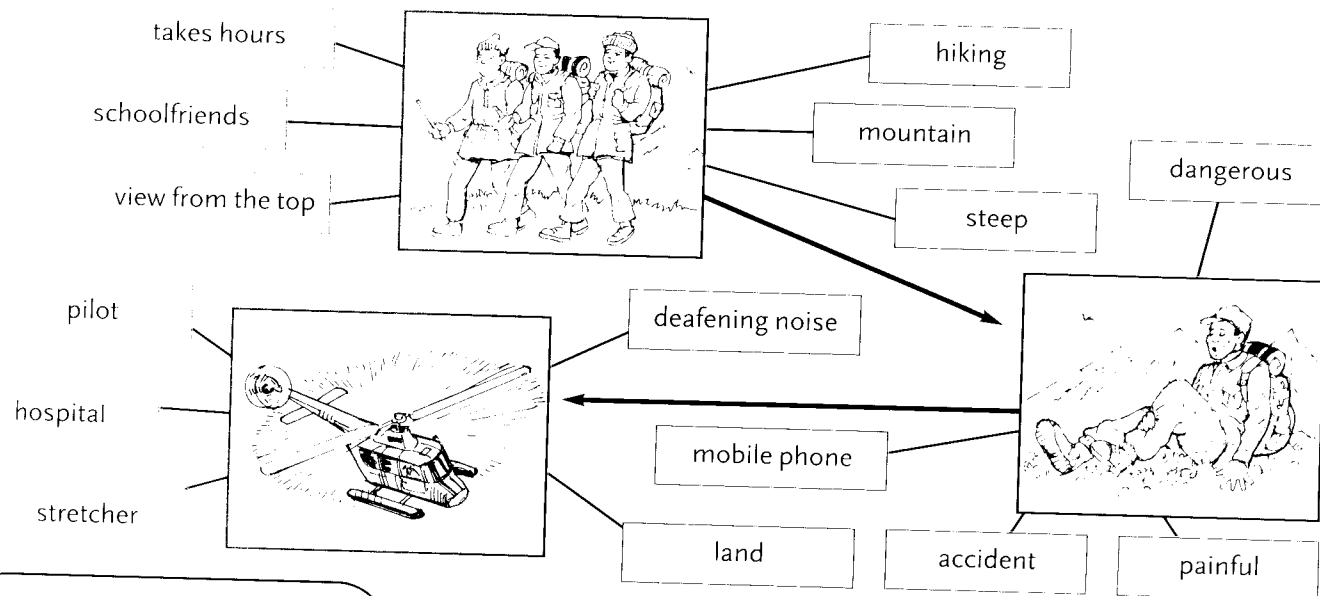 takes hours
schoolfriends
view from the top
hiking
mountain
steep
dangerous
pilot
hospital
stretcher
deafening noise
mobile phone
land
accident
painful